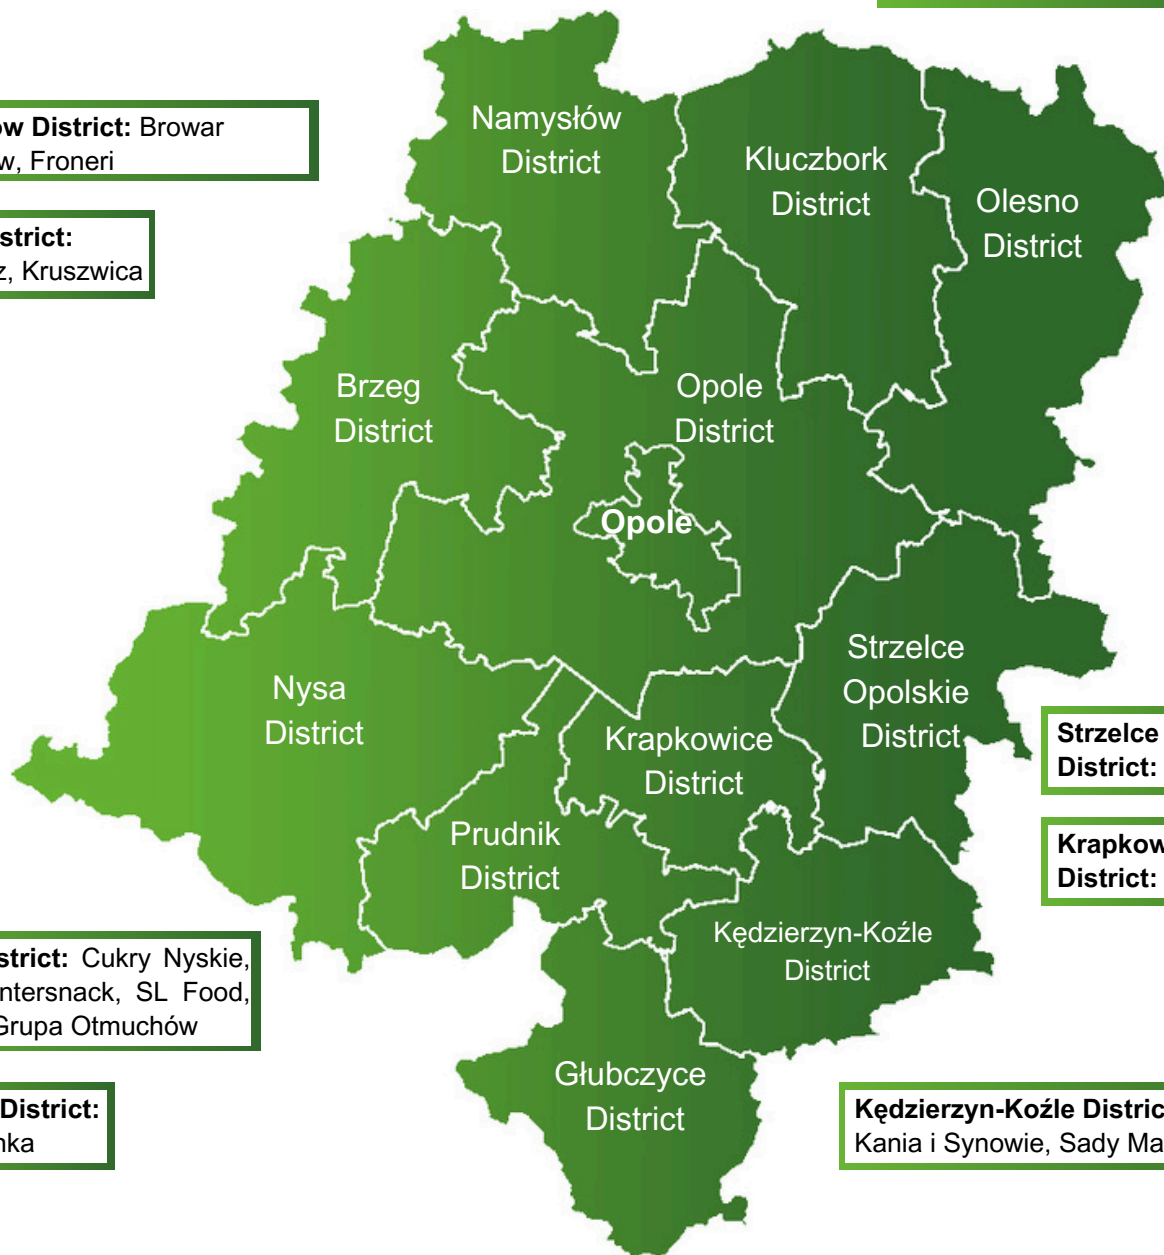 ow District: Browar
w, Froneri
strict:
z, Kruszwica
Namysłów
District
Kluczbork
District
Olesno
District
Brzeg
District
Opole
District
Opole
Nysa
District
Strzelce
Opolskie
District
Krapkowice
District
Prudnik
District
Kędzierzyn-Koźle
District
Głubczyce
District
Strzelce
District:
Krapkow
District:
strict: Cukry Nyskie,
ntersnack, SL Food,
Grupa Otmuchów
District:
nka
Kędzierzyn-Koźle Distric
Kania i Synowie, Sady Ma